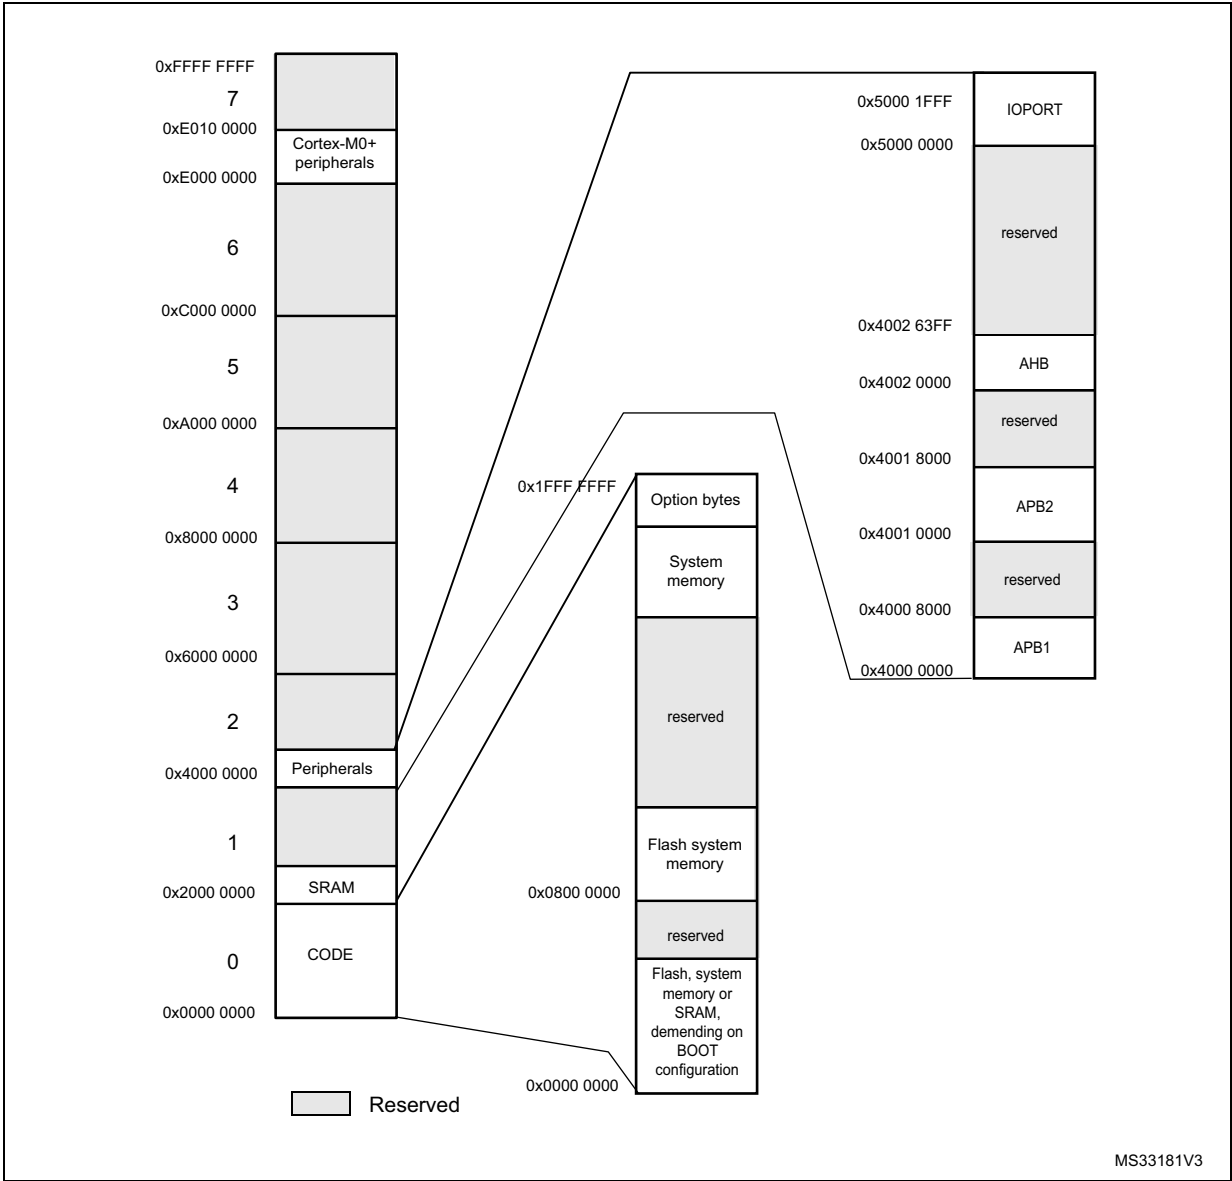 0xFFFF FFFF
7
0xE010 0000
Cortex-M0+
peripherals
0xE000 0000
6
0xC000 0000
5
0xA000 0000
4
0x8000 0000
3
0x6000 0000
2
0x4000 0000
Peripherals
1
0x2000 0000
SRAM
0
CODE
0x0000 0000
Reserved
0x1FFF FFFF
Option bytes
System
memory
reserved
Flash system
memory
0x0800 0000
reserved
Flash, system
memory or
SRAM,
demending on
BOOT
configuration
0x0000 0000
0x5000 1FFF
IOPORT
0x5000 0000
reserved
0x4002 63FF
AHB
0x4002 0000
reserved
0x4001 8000
APB2
0x4001 0000
reserved
0x4000 8000
APB1
0x4000 0000
MS33181V3